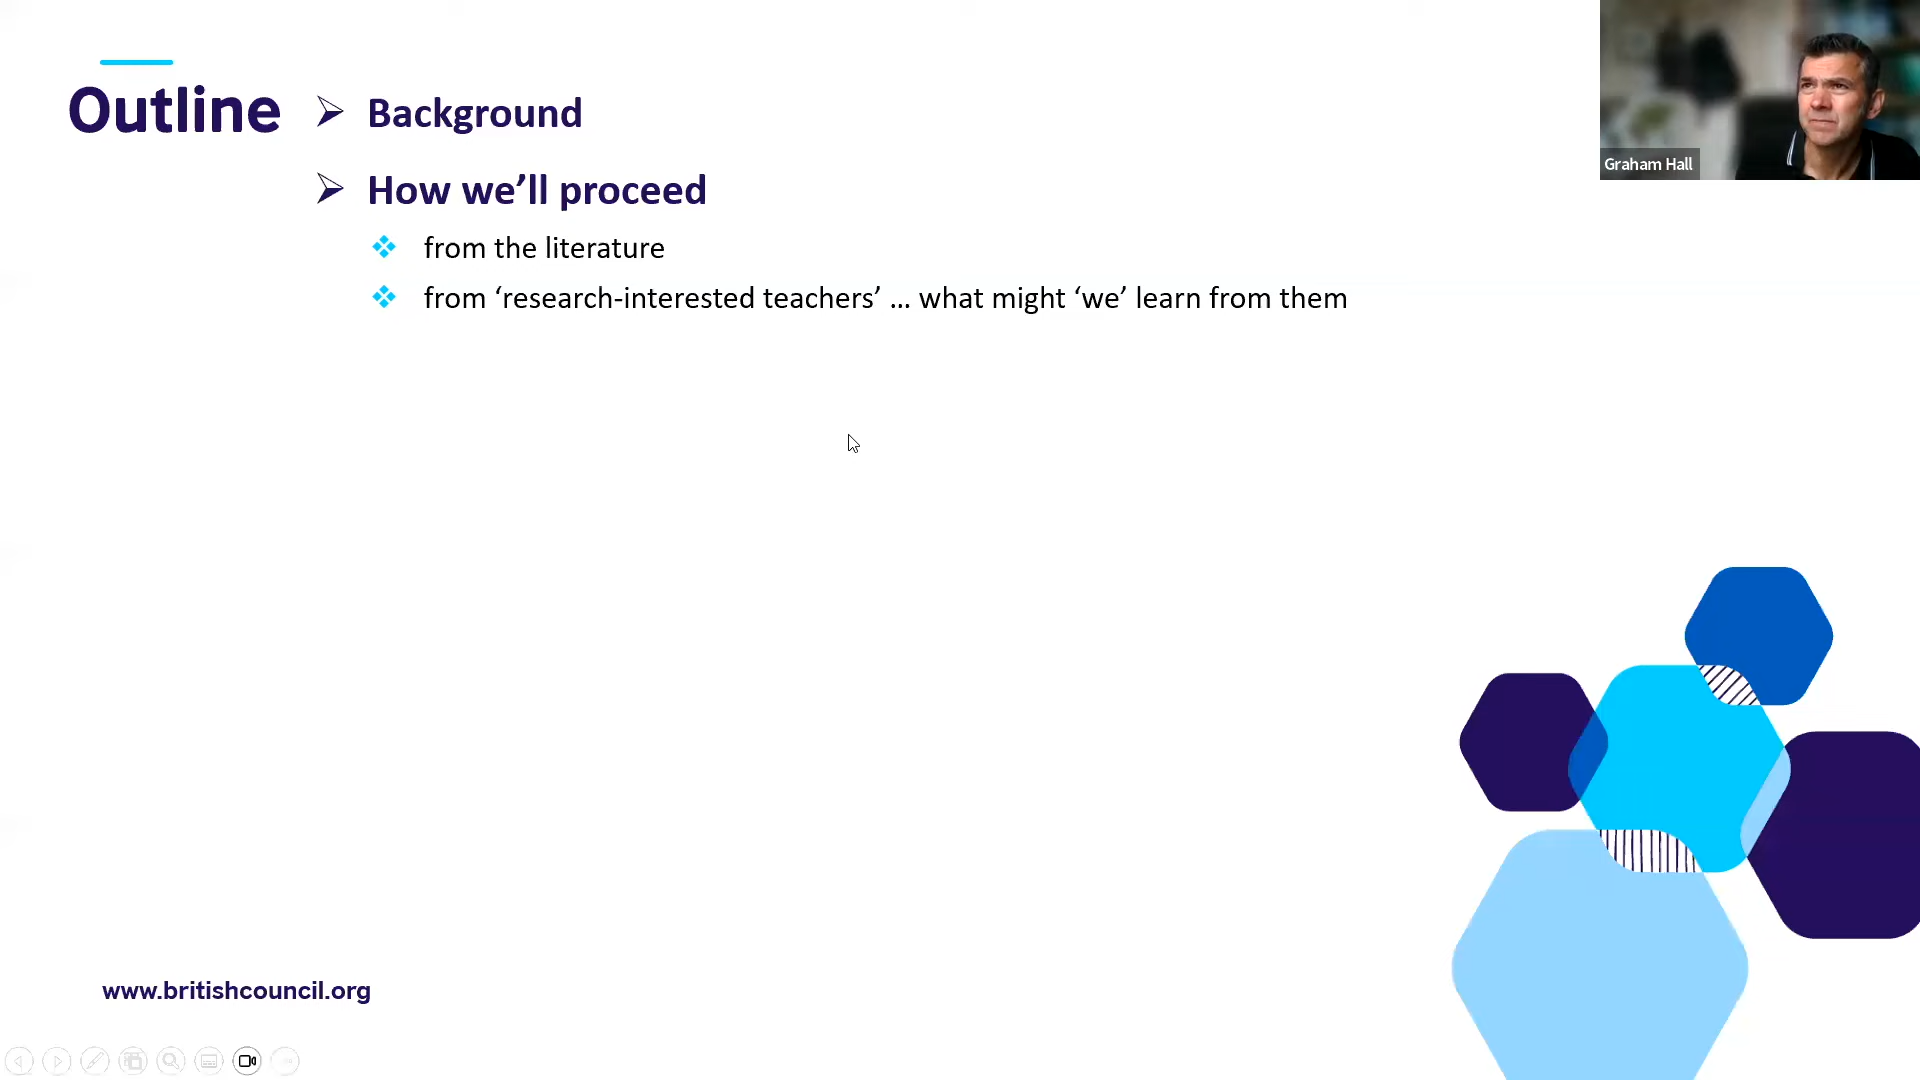 Outline
Background
How we’ll proceed
from the literature
from ‘research-interested teachers’ … what might ‘we’ learn from them
Graham Hall
www.britishcouncil.org